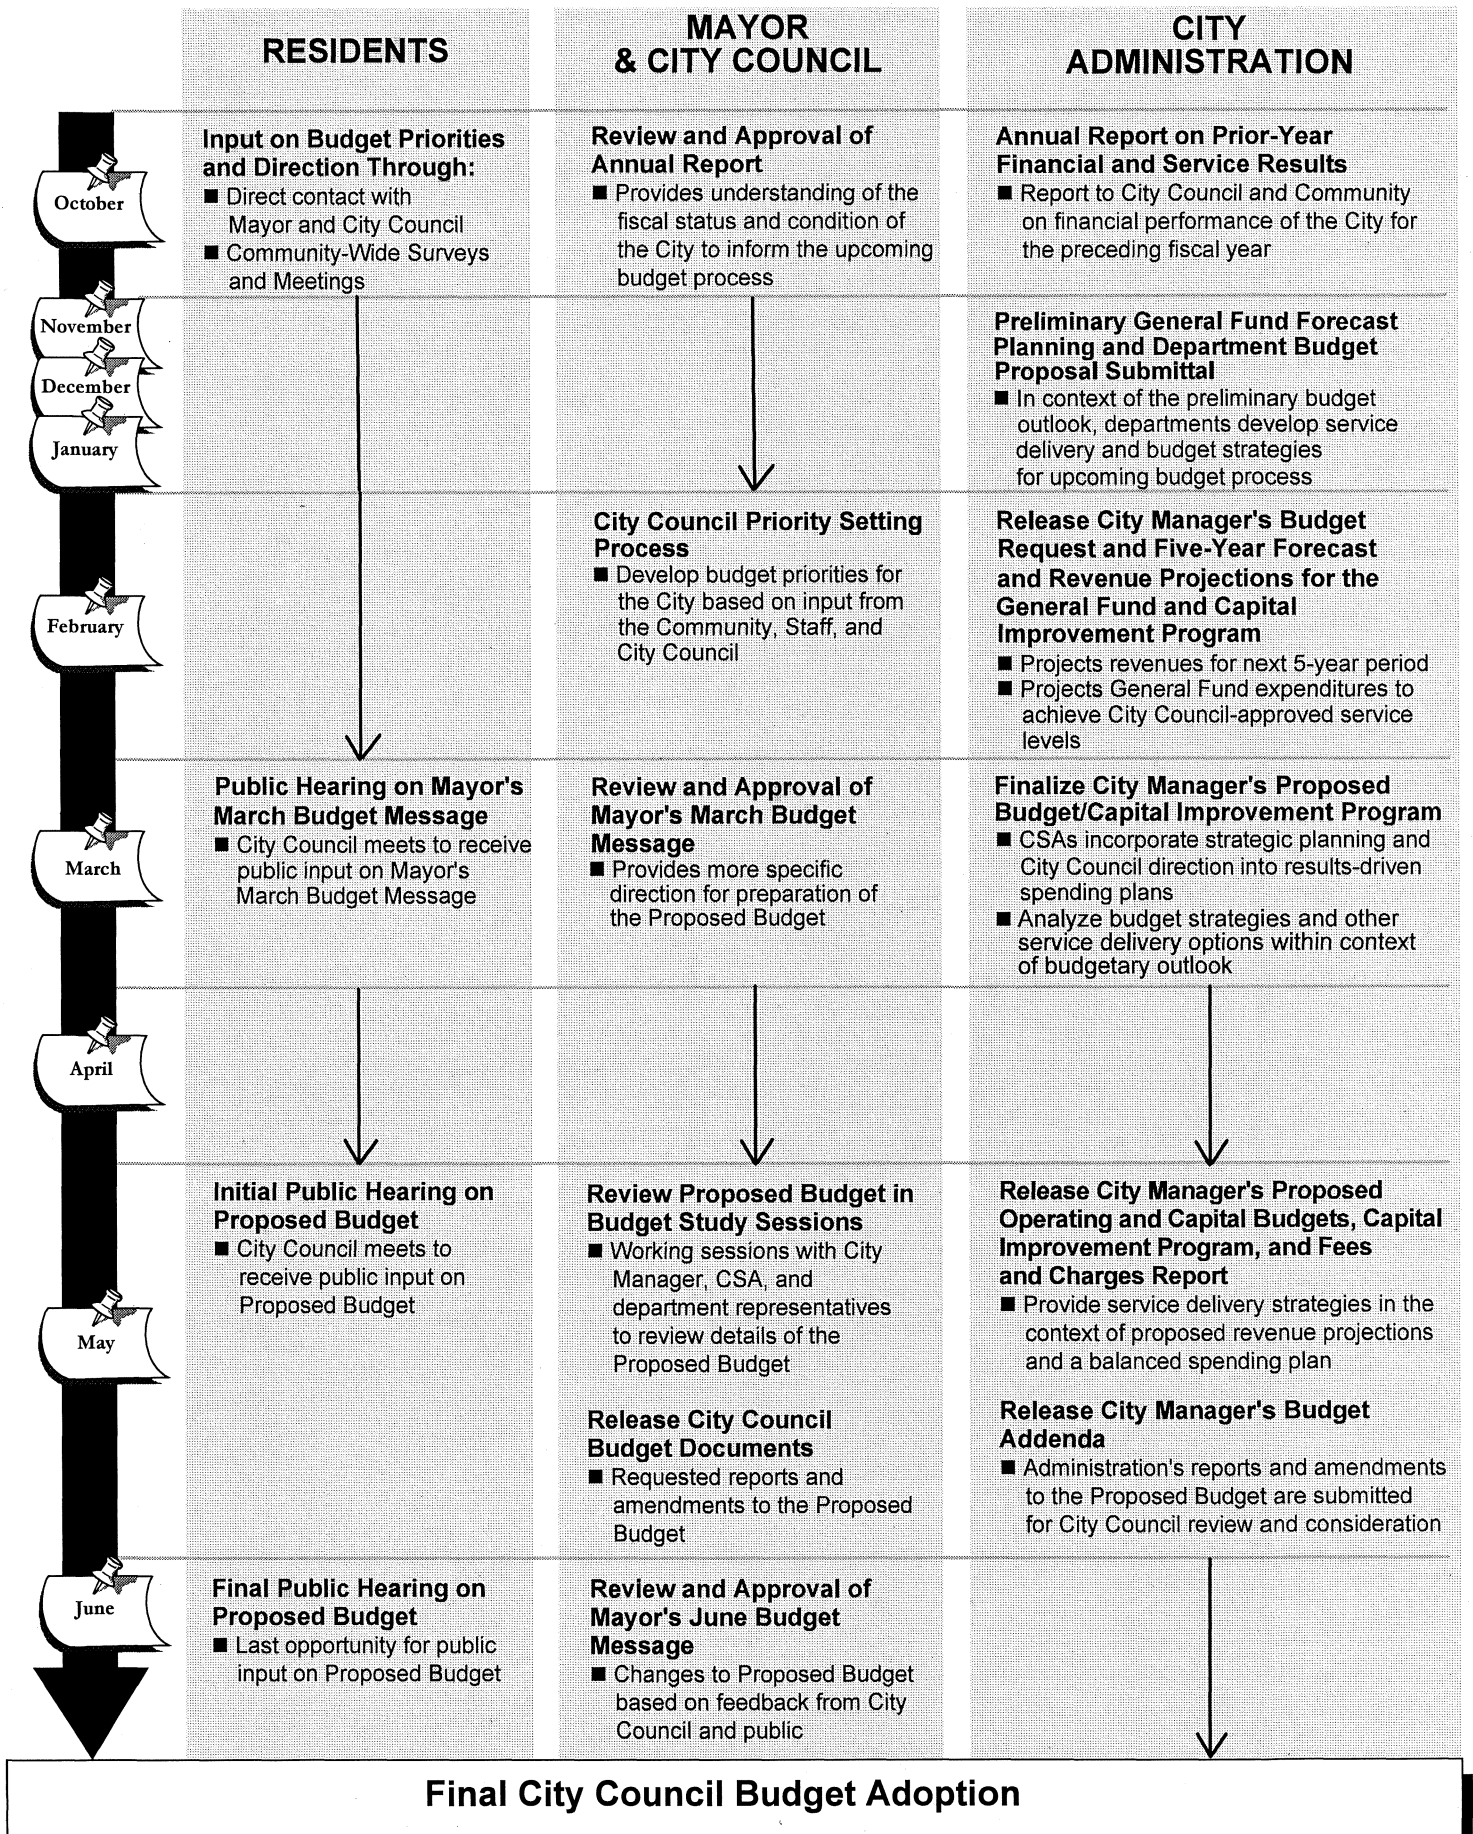 RESIDENTS
MAYOR
& CITY COUNCIL
CITY
ADMINISTRATION
October
Input on Budget Priorities
and Direction Through:
■ Direct contact with
Mayor and City Council
■ Community-Wide Surveys
and Meetings
Review and Approval of
Annual Report
■ Provides understanding of the
fiscal status and condition of
the City to inform the upcoming
budget process
Annual Report on Prior-Year
Financial and Service Results
■ Report to City Council and Community
on financial performance of the City for
the preceding fiscal year
November
December
January
Preliminary General Fund Forecast
Planning and Department Budget
Proposal Submittal
■ In context of the preliminary budget
outlook, departments develop service
delivery and budget strategies
for upcoming budget process
February
City Council Priority Setting
Process
■ Develop budget priorities for
the City based on input from
the Community, Staff, and
City Council
Release City Manager's Budget
Request and Five-Year Forecast
and Revenue Projections for the
General Fund and Capital
Improvement Program
■ Projects revenues for next 5-year period
■ Projects General Fund expenditures to
achieve City Council-approved service
levels
March
Public Hearing on Mayor's
March Budget Message
■ City Council meets to receive
public input on Mayor's
March Budget Message
Review and Approval of
Mayor's March Budget
Message
■ Provides more specific
direction for preparation of
the Proposed Budget
Finalize City Manager's Proposed
Budget/Capital Improvement Program
■ CSAs incorporate strategic planning and
City Council direction into results-driven
spending plans
■ Analyze budget strategies and other
service delivery options within context
of budgetary outlook
April
May
Initial Public Hearing on
Proposed Budget
■ City Council meets to
receive public input on
Proposed Budget
Review Proposed Budget in
Budget Study Sessions
■ Working sessions with City
Manager, CSA, and
department representatives
to review details of the
Proposed Budget
Release City Council
Budget Documents
■ Requested reports and
amendments to the Proposed
Budget
Release City Manager's Proposed
Operating and Capital Budgets, Capital
Improvement Program, and Fees
and Charges Report
■ Provide service delivery strategies in the
context of proposed revenue projections
and a balanced spending plan
Release City Manager's Budget
Addenda
■ Administration's reports and amendments
to the Proposed Budget are submitted
for City Council review and consideration
June
Final Public Hearing on
Proposed Budget
■ Last opportunity for public
input on Proposed Budget
Review and Approval of
Mayor's June Budget
Message
■ Changes to Proposed Budget
based on feedback from City
Council and public
Final City Council Budget Adoption